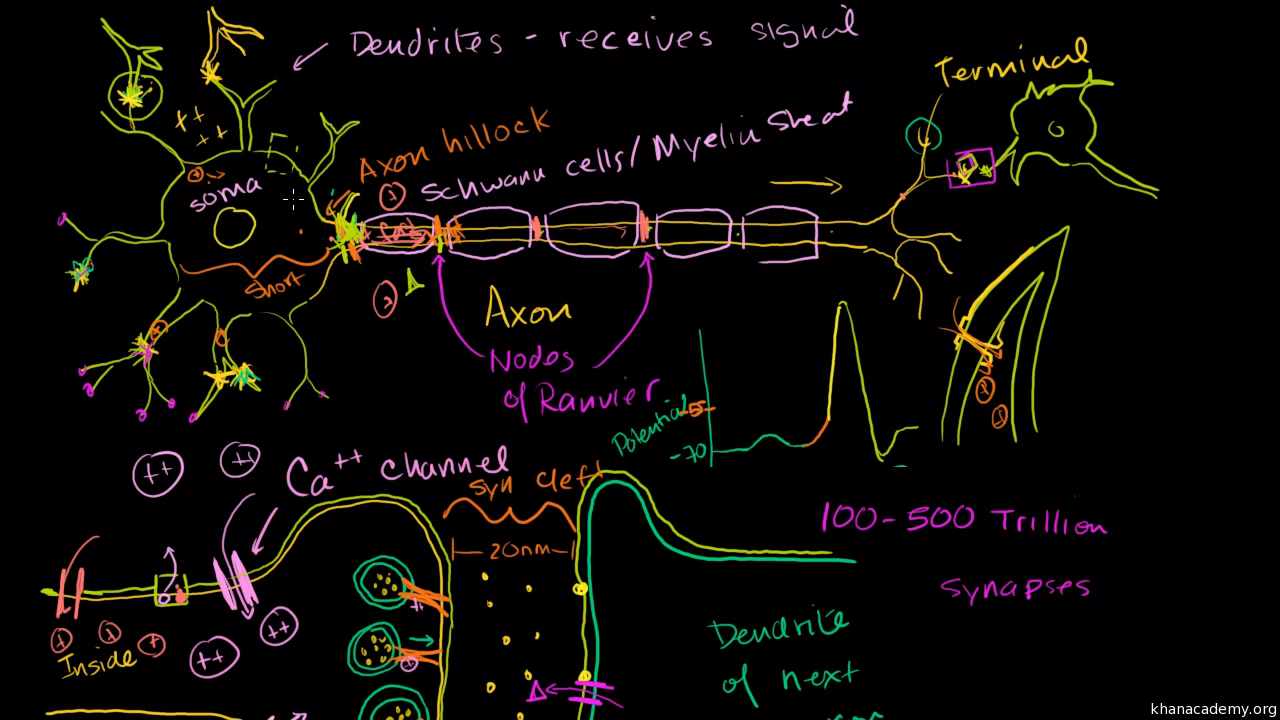 Dendrites - receives signal
Terminal
Axon hillock
Schwann cells/Myelin Sheat
soma
short
Axon
Nodes
of Ranvier
Potential
-70
Ca++ channel
syn cleft
100-500 Trillion
synapses
20nm
++
++
++
++
Inside
Dendrite
of next
khanacademy.org